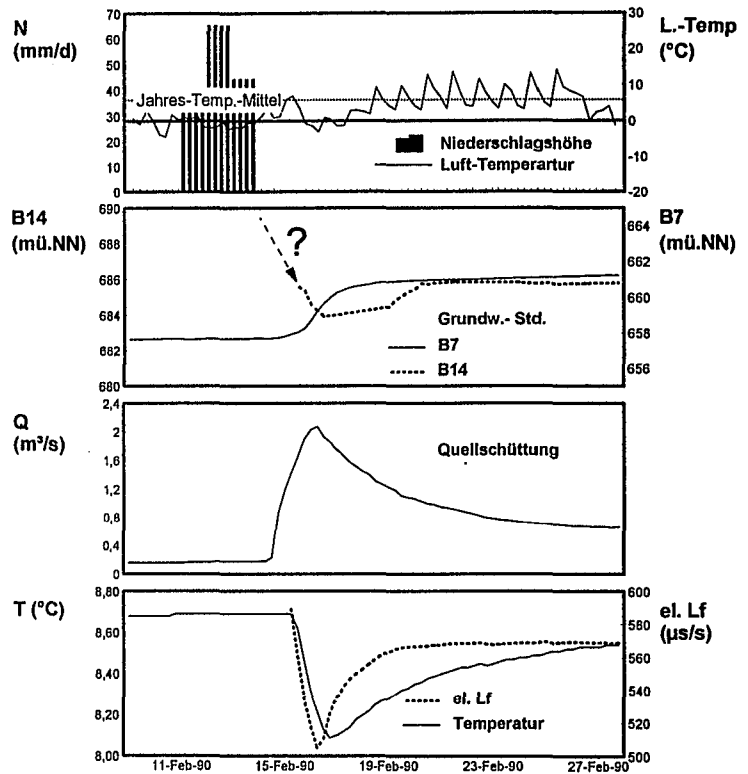 N
(mm/d)
70
60
50
40
30
20
10
0
L.-Temp
(°C)
30
20
10
0
-10
-20
Jahres-Temp.-Mittel
Niederschlagshöhe
Luft-Temperartur
B14
(mü.NN)
690
688
686
684
682
680
?
B7
(mü.NN)
664
662
660
658
656
Grundw.- Std.
B7
B14
Q
(m³/s)
2,4
2
1,6
1,2
0,8
0,4
0
Quellschüttung
T (°C)
8,80
8,60
8,40
8,20
8,00
el. Lf
(µs/s)
600
580
560
540
520
500
el. Lf
Temperatur
11-Feb-90
15-Feb-90
19-Feb-90
23-Feb-90
27-Feb-90